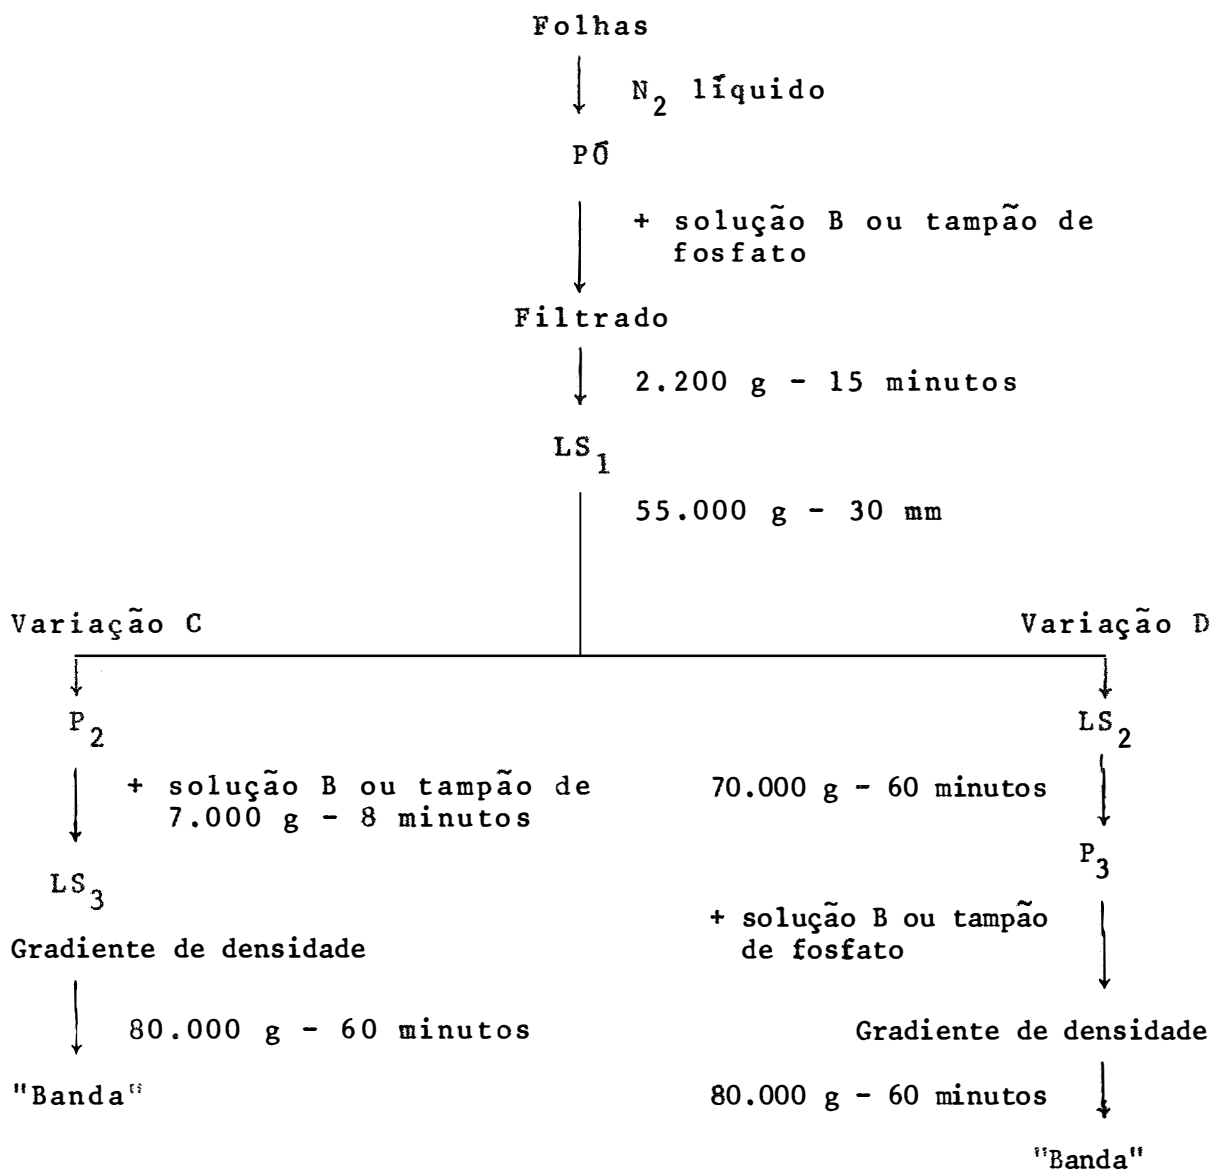 Folhas
N2 líquido
PÓ
+ solução B ou tampão de
fosfato
Filtrado
2.200 g - 15 minutos
LS1
55.000 g - 30 mm
Variação C
Variação D
P2
+ solução B ou tampão de
7.000 g - 8 minutos
LS3
Gradiente de densidade
80.000 g - 60 minutos
"Banda"
LS2
70.000 g - 60 minutos
P3
+ solução B ou tampão
de fosfato
Gradiente de densidade
80.000 g - 60 minutos
"Banda"